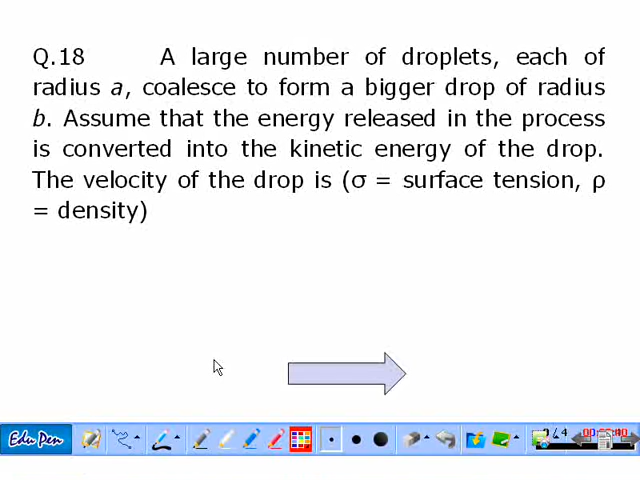 Q.18 A large number of droplets, each of
radius a, coalesce to form a bigger drop of radius
b. Assume that the energy released in the process
is converted into the kinetic energy of the drop.
The velocity of the drop is (σ = surface tension, ρ
= density)
Edu Pen